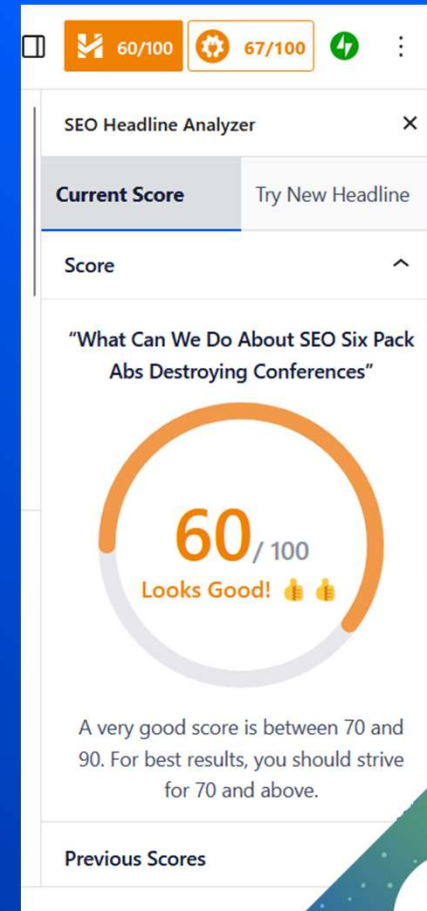 60/100 67/100
SEO Headline Analyzer
Current Score Try New Headline
Score
“What Can We Do About SEO Six Pack
Abs Destroying Conferences”
60/ 100
Looks Good! 👍 👍
A very good score is between 70 and
90. For best results, you should strive
for 70 and above.
Previous Scores